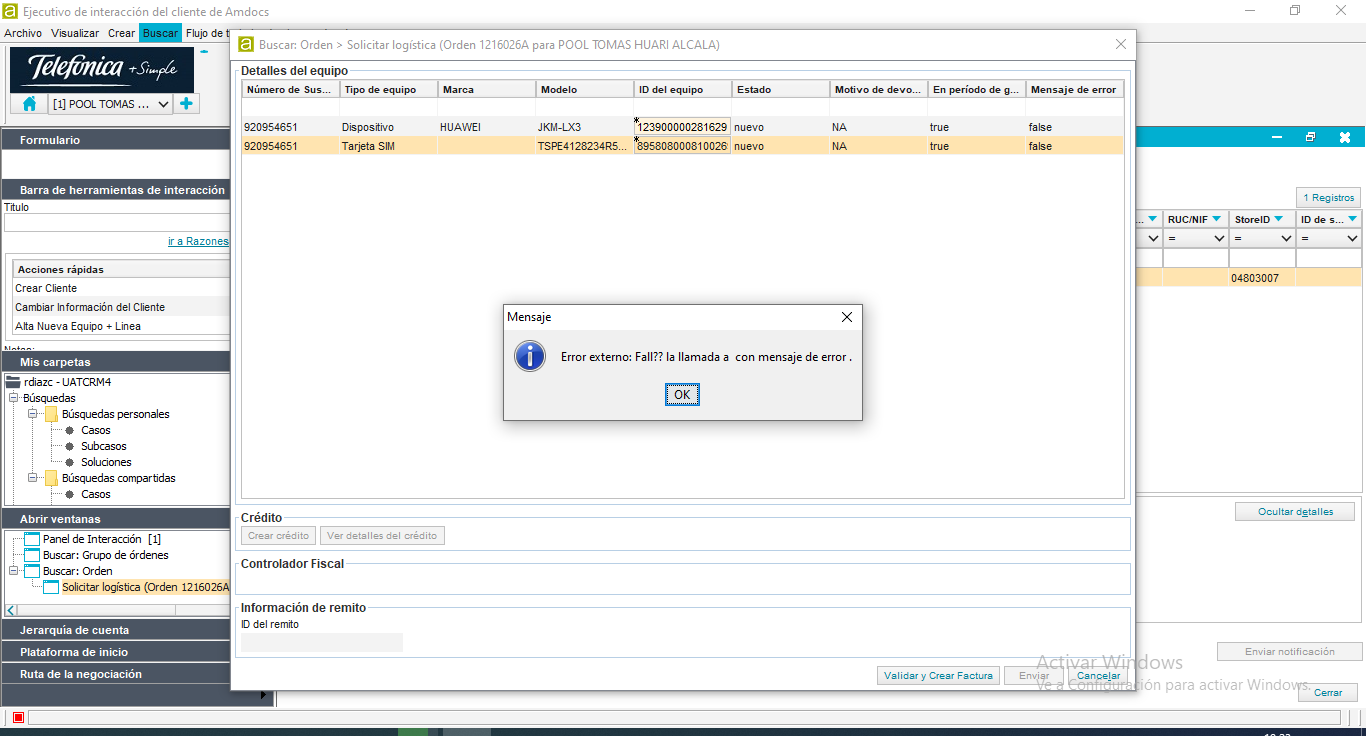 Ejecutivo de interacción del cliente de Amdocs
Archivo Visualizar Crear Buscar Flujo de
Telefónica +Simple
[1] POOL TOMAS ...
Buscar: Orden > Solicitar logística (Orden 1216026A para POOL TOMAS HUARI ALCALA)
Detalles del equipo
Número de Sus... Tipo de equipo Marca Modelo ID del equipo Estado Motivo de devo... En período de g... Mensaje de error
920954651 Dispositivo HUAWEI JKM-LX3 *123900000281629 nuevo NA true false
920954651 Tarjeta SIM TSPE4128234R5... *895808000810026 nuevo NA true false
Formulario
Barra de herramientas de interacción
Título
ir a Razones
Acciones rápidas
Crear Cliente
Cambiar Información del Cliente
Alta Nueva Equipo + Linea
Notas:
Mis carpetas
rdiazc - UATCRM4
Búsquedas
Búsquedas personales
Casos
Subcasos
Soluciones
Búsquedas compartidas
Casos
Abrir ventanas
Panel de Interacción [1]
Buscar: Grupo de órdenes
Buscar: Orden
Solicitar logística (Orden 1216026A
Jerarquía de cuenta
Plataforma de inicio
Ruta de la negociación
Mensaje
Error externo: Fall?? la llamada a con mensaje de error .
OK
Crédito
Crear crédito Ver detalles del crédito
Controlador Fiscal
Información de remito
ID del remito
Validar y Crear Factura Enviar Cancelar
1 Registros
... RUC/NIF StoreID ID de s...
= = =
04803007
Ocultar detalles
Enviar notificación
Activar Windows
Ve a Configuración para activar Windows.
Cerrar